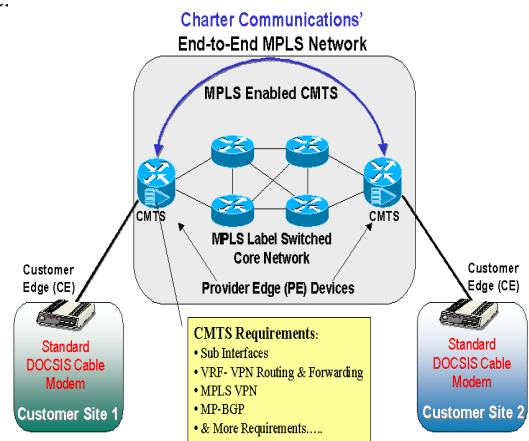 Charter Communications'
End-to-End MPLS Network
MPLS Enabled CMTS
CMTS
CMTS
MPLS Label Switched
Core Network
Provider Edge (PE) Devices
Customer
Edge (CE)
Customer
Edge (CE)
Standard
DOCSIS Cable
Modem
Customer Site 1
CMTS Requirements:
• Sub Interfaces
• VRF- VPN Routing & Forwarding
• MPLS VPN
• MP-BGP
• & More Requirements.....
Standard
DOCSIS Cable
Modem
Customer Site 2